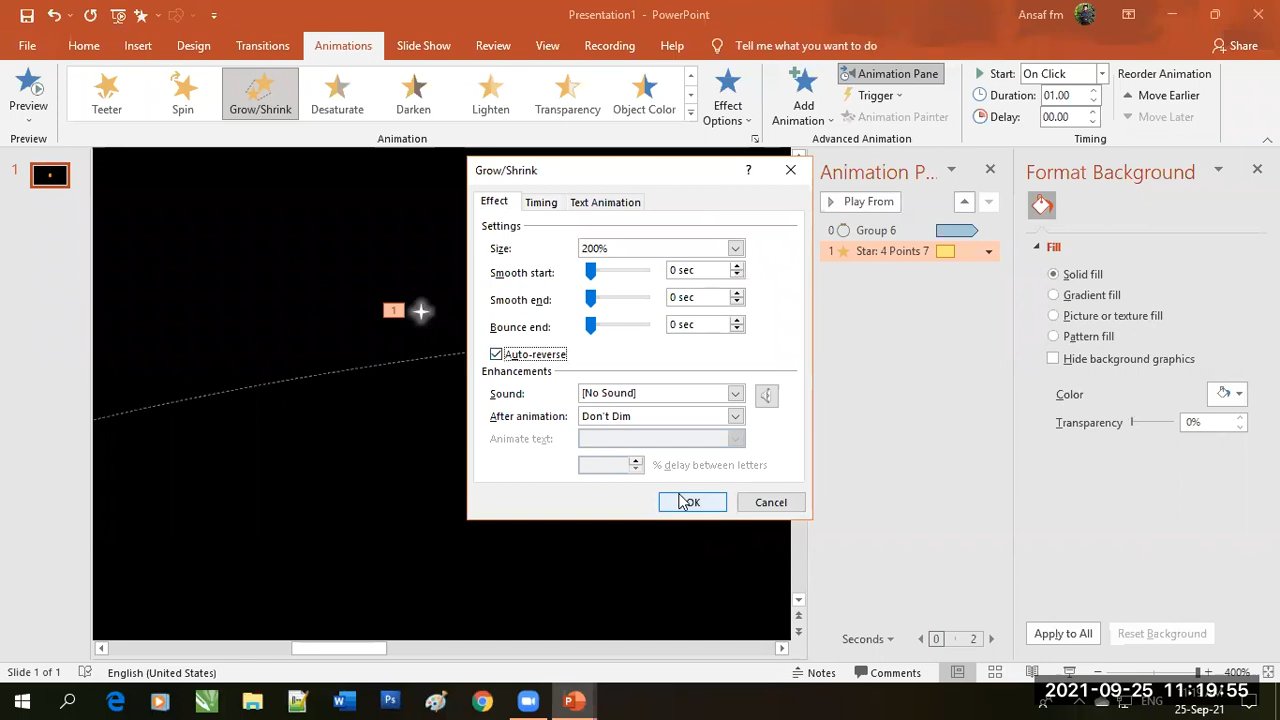 Presentation1 - PowerPoint
Ansaf fm
File Home Insert Design Transitions Animations Slide Show Review View Recording Help Tell me what you want to do Share
Preview
Teeter Spin Grow/Shrink Desaturate Darken Lighten Transparency Object Color
Effect Options
Add Animation
Animation Pane
Trigger
Animation Painter
Start: On Click
Duration: 01.00
Delay: 00.00
Reorder Animation
Move Earlier
Move Later
Preview Animation Advanced Animation Timing
1
1
Grow/Shrink
?
Effect Timing Text Animation
Settings
Size: 200%
Smooth start: 0 sec
Smooth end: 0 sec
Bounce end: 0 sec
Auto-reverse
Enhancements
Sound: [No Sound]
After animation: Don't Dim
Animate text:
% delay between letters
OK Cancel
Animation P...
Play From
0 Group 6
1 Star: 4 Points 7
Seconds 0 2
Format Background
Fill
Solid fill
Gradient fill
Picture or texture fill
Pattern fill
Hide background graphics
Color
Transparency 0%
Apply to All Reset Background
Slide 1 of 1 English (United States) Notes Comments 400%
2021-09-25 11:19:55
ENG
25-Sep-21